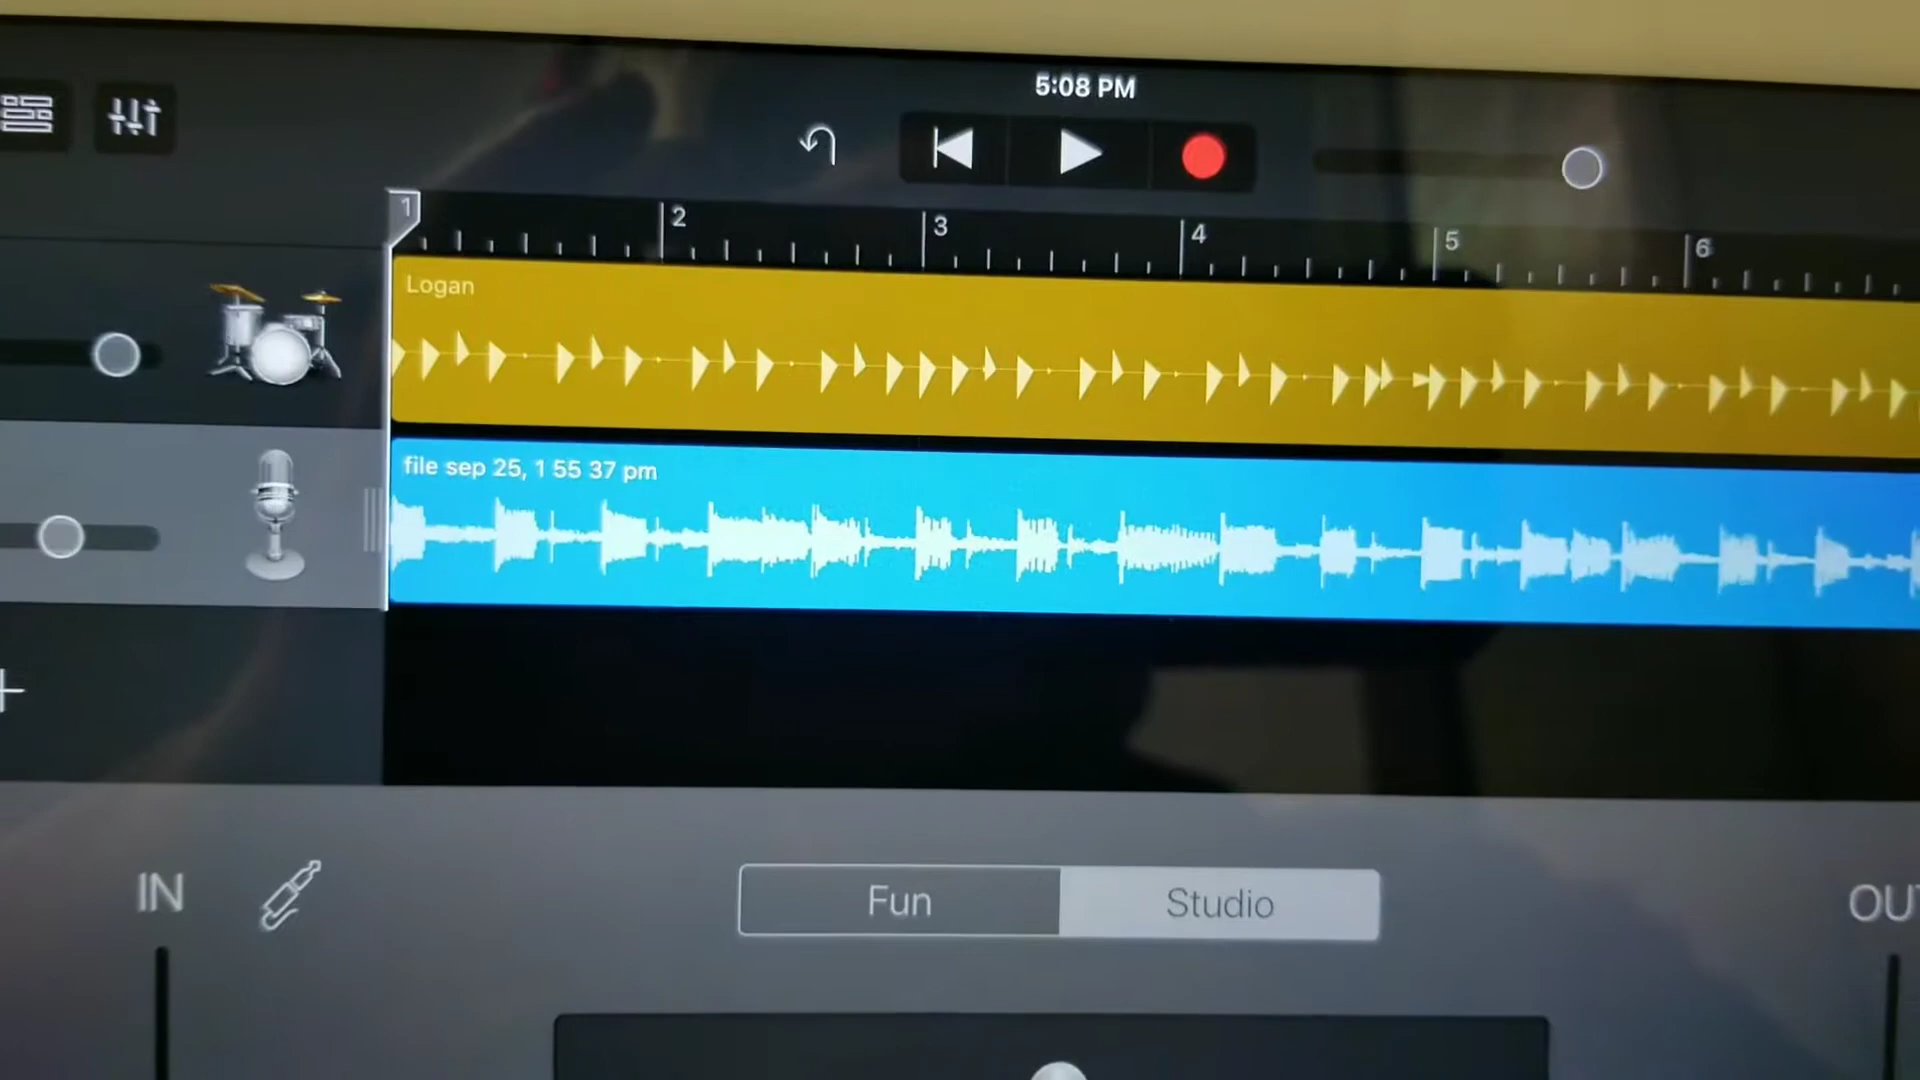 5:08 PM
1 2 3 4 5 6
Logan
file sep 25, 1 55 37 pm
IN Fun Studio OU